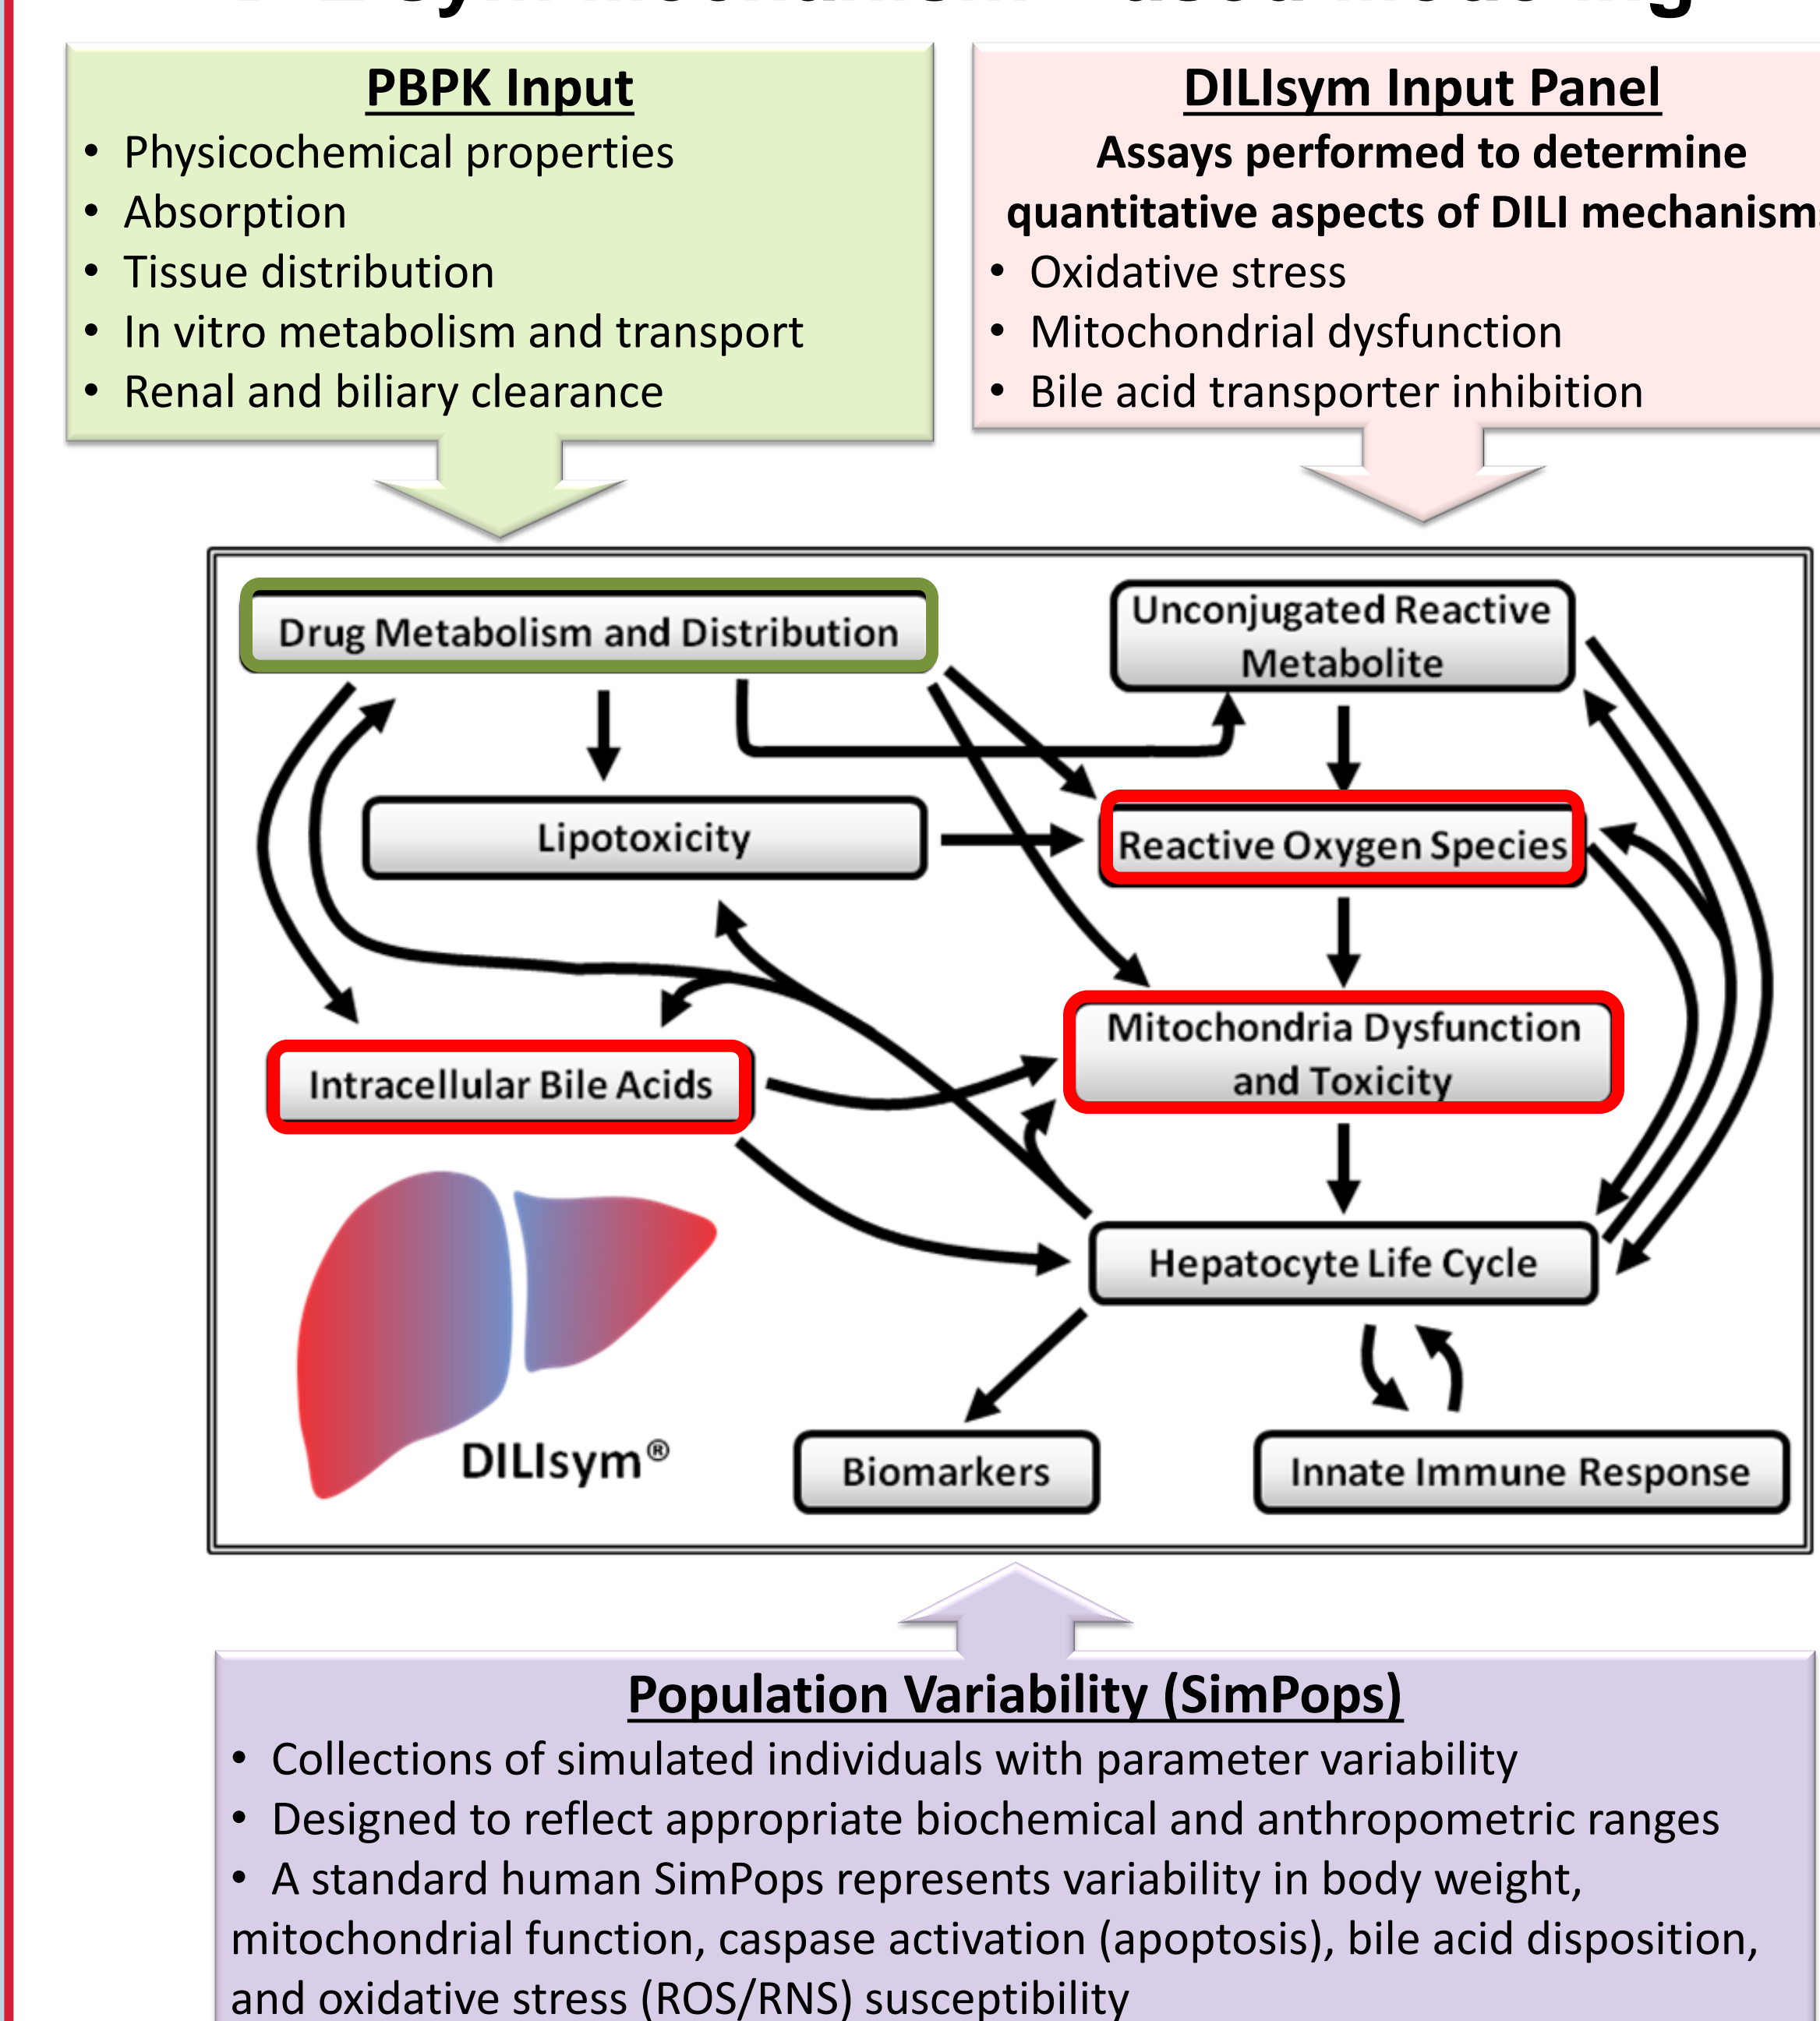 PBPK Input
• Physicochemical properties
• Absorption
• Tissue distribution
• In vitro metabolism and transport
• Renal and biliary clearance
DILIsym Input Panel
Assays performed to determine
quantitative aspects of DILI mechanism
• Oxidative stress
• Mitochondrial dysfunction
• Bile acid transporter inhibition
Drug Metabolism and Distribution
Unconjugated Reactive
Metabolite
Lipotoxicity
Reactive Oxygen Species
Mitochondria Dysfunction
and Toxicity
Intracellular Bile Acids
Hepatocyte Life Cycle
DILIsym®
Biomarkers
Innate Immune Response
Population Variability (SimPops)
• Collections of simulated individuals with parameter variability
• Designed to reflect appropriate biochemical and anthropometric ranges
• A standard human SimPops represents variability in body weight,
mitochondrial function, caspase activation (apoptosis), bile acid disposition,
and oxidative stress (ROS/RNS) susceptibility